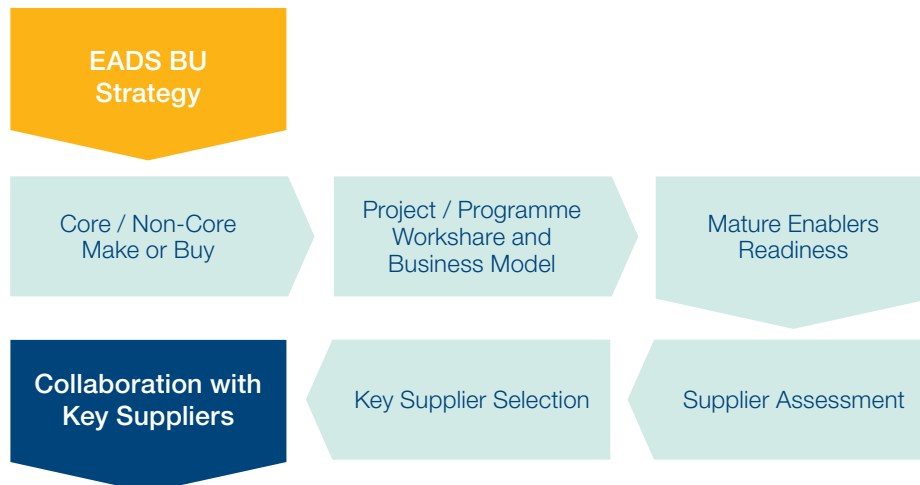 EADS BU
Strategy
Core / Non-Core
Make or Buy
Project / Programme
Workshare and
Business Model
Mature Enablers
Readiness
Collaboration with
Key Suppliers
Key Supplier Selection
Supplier Assessment